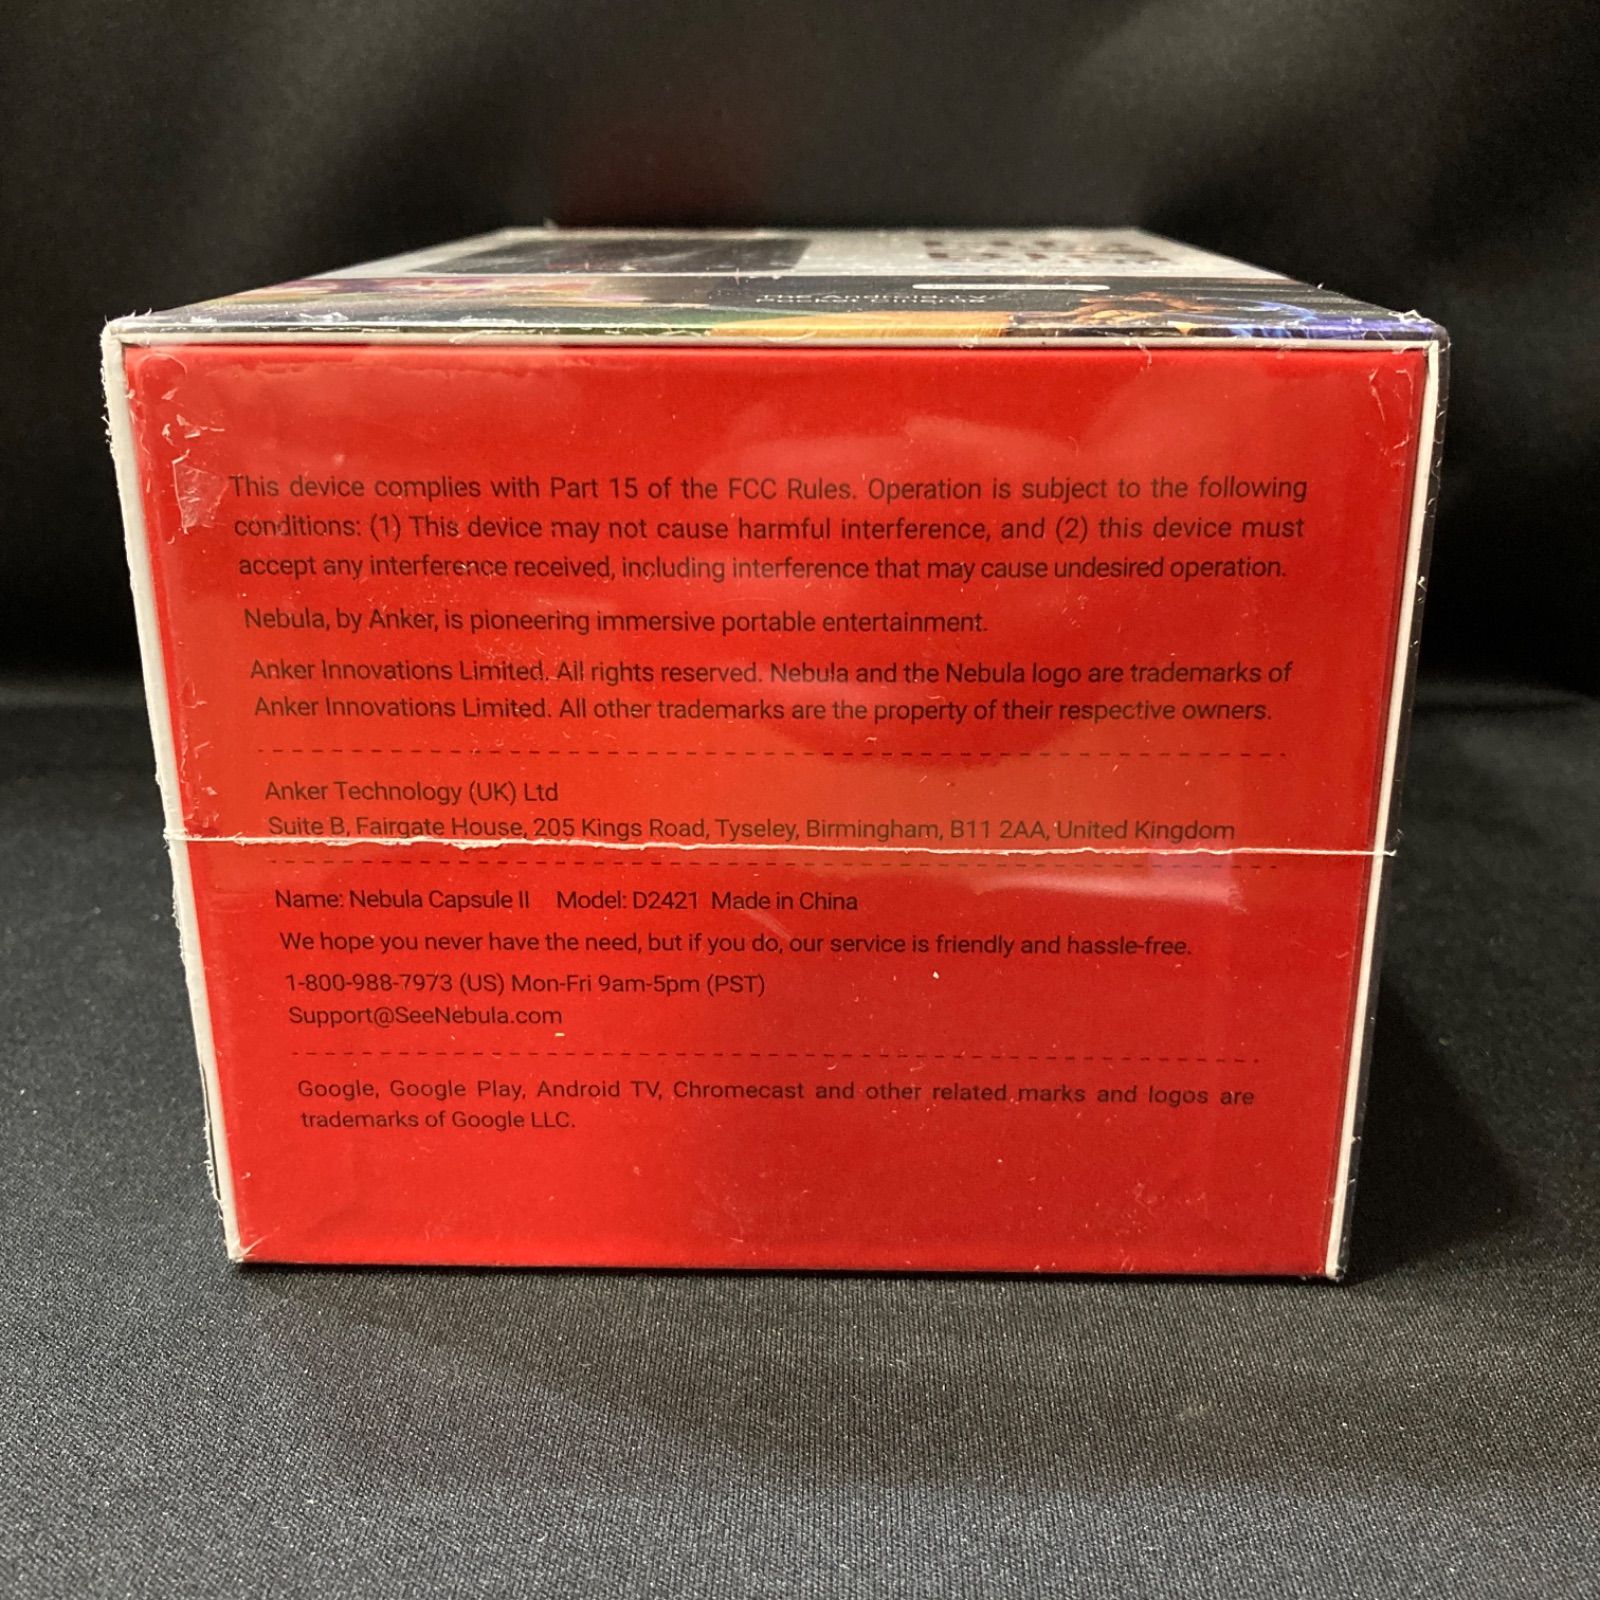 This device complies with Part 15 of the FCC Rules. Operation is subject to the following
conditions: (1) This device may not cause harmful interference, and (2) this device must
accept any interference received, including interference that may cause undesired operation.
Nebula, by Anker, is pioneering immersive portable entertainment.
Anker Innovations Limited. All rights reserved. Nebula and the Nebula logo are trademarks of
Anker Innovations Limited. All other trademarks are the property of their respective owners.
Anker Technology (UK) Ltd
Suite B, Fairgate House, 205 Kings Road, Tyseley, Birmingham, B11 2AA, United Kingdom
Name: Nebula Capsule II Model: D2421 Made in China
We hope you never have the need, but if you do, our service is friendly and hassle-free.
1-800-988-7973 (US) Mon-Fri 9am-5pm (PST)
Support@SeeNebula.com
Google, Google Play, Android TV, Chromecast and other related marks and logos are
trademarks of Google LLC.